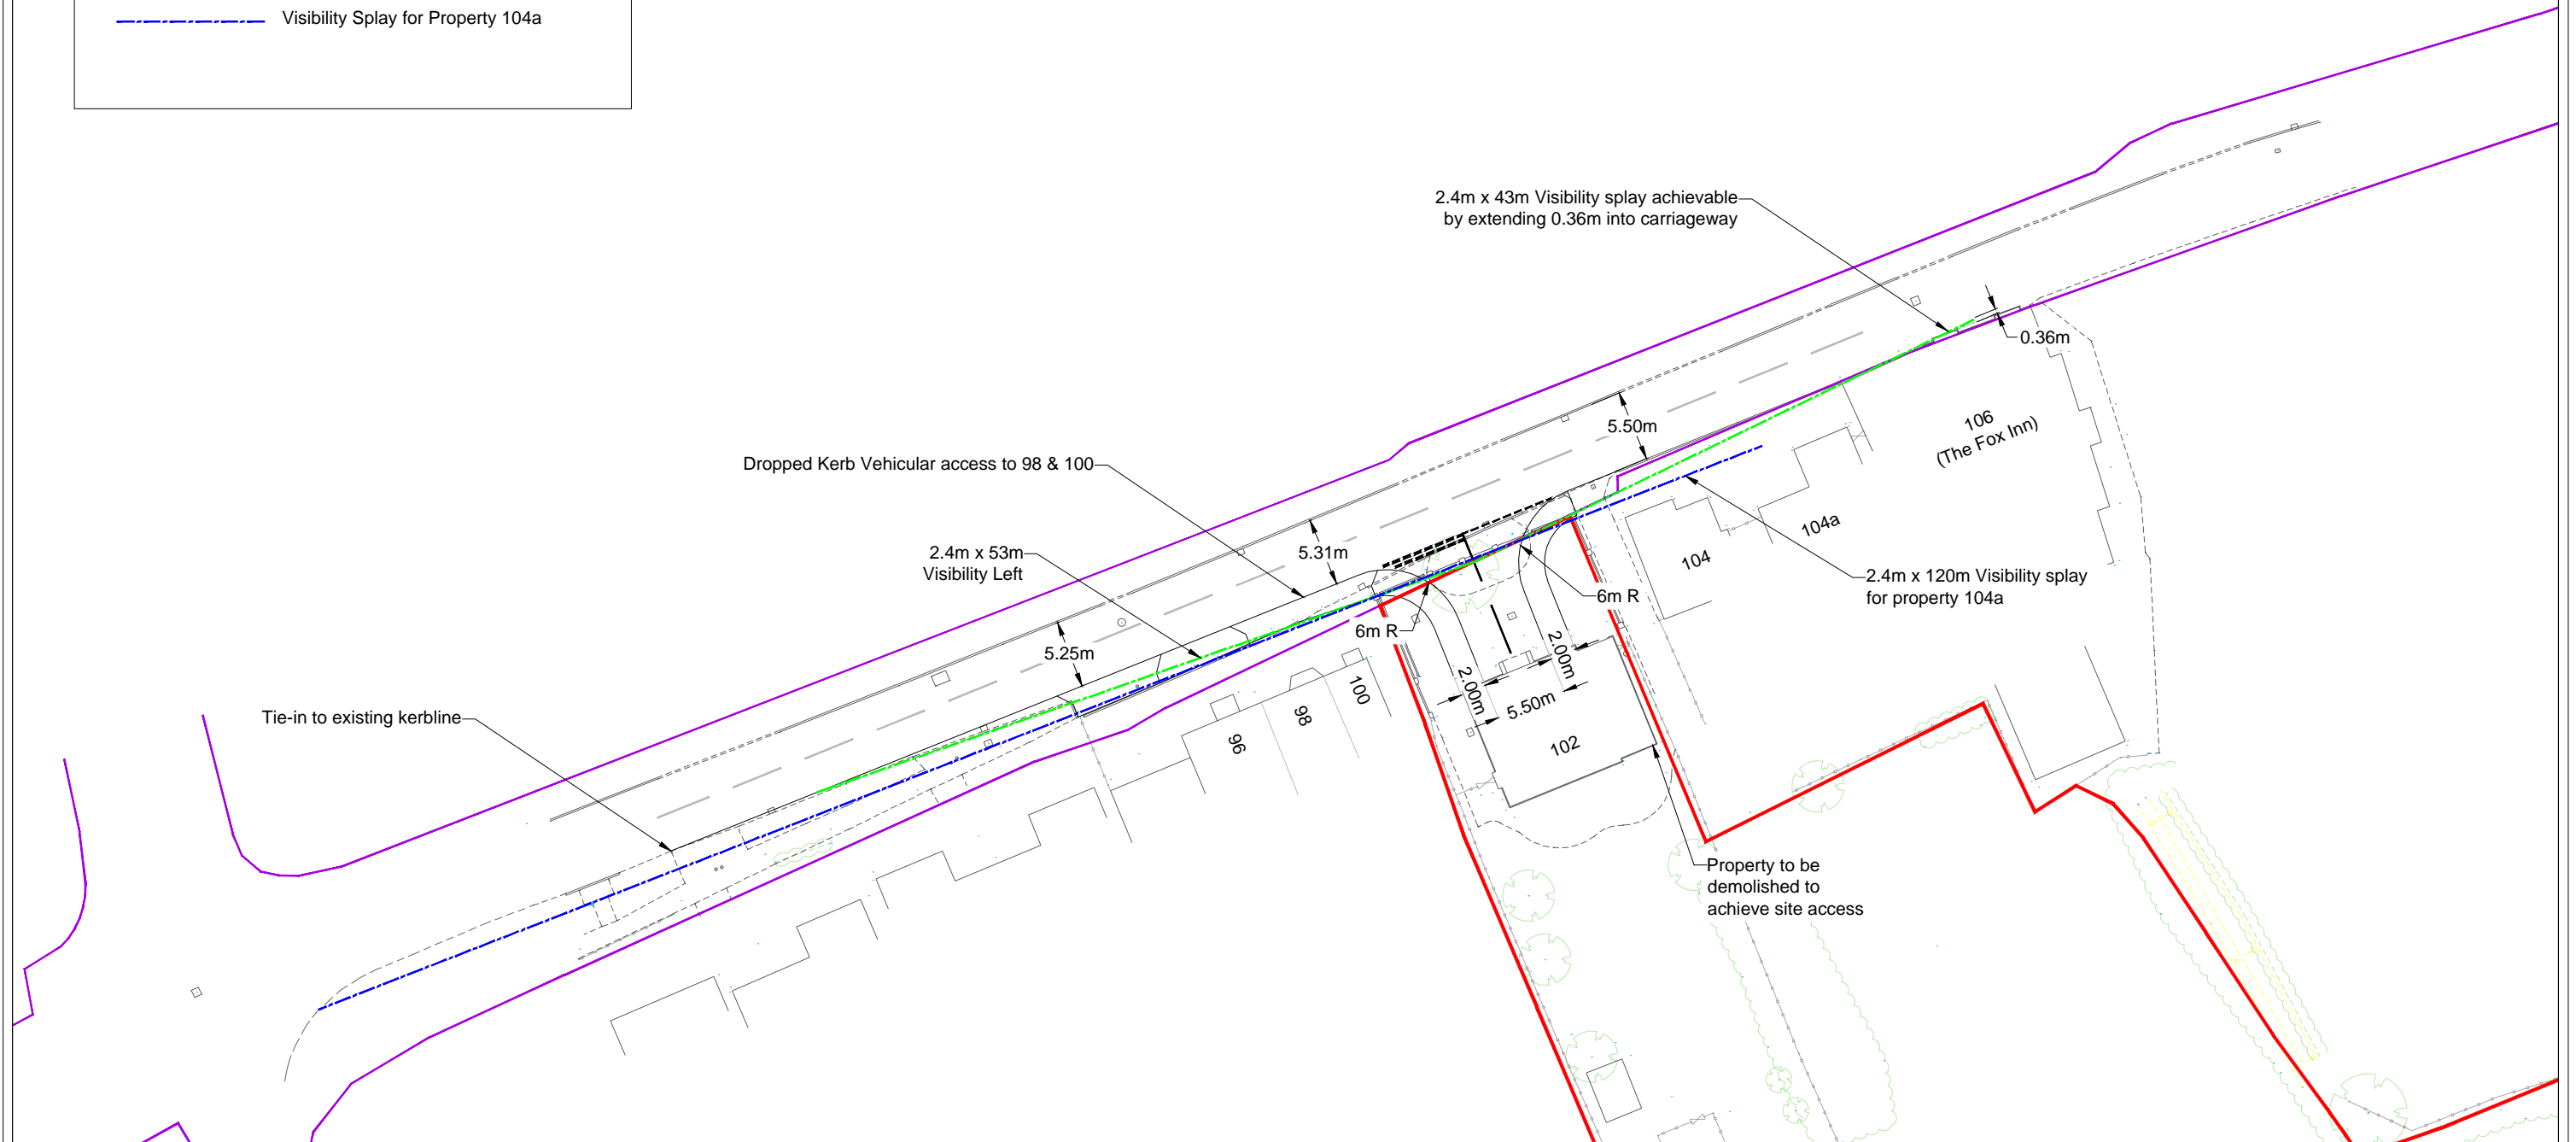 Visibility Splay for Property 104a
2.4m x 43m Visibility splay achievable
by extending 0.36m into carriageway
0.36m
5.50m
106
(The Fox Inn)
Dropped Kerb Vehicular access to 98 & 100
5.31m
2.4m x 53m
Visibility Left
104a
104
2.4m x 120m Visibility splay
for property 104a
6m R
6m R
5.25m
2.00m
2.00m
5.50m
100
98
96
102
Tie-in to existing kerbline
Property to be
demolished to
achieve site access